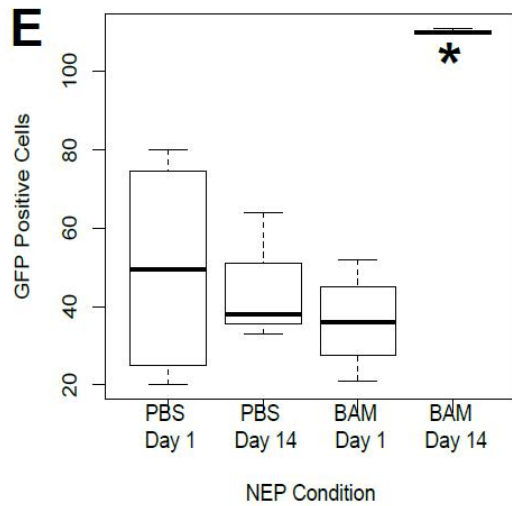 E
GFP Positive Cells
100
80
60
40
20
*
PBS PBS BAM BAM
Day 1 Day 14 Day 1 Day 14
NEP Condition